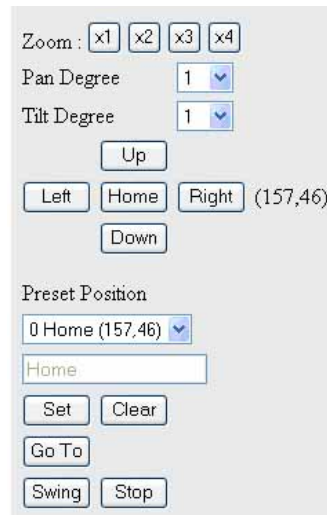 Zoom : x1 x2 x3 x4
Pan Degree 1
Tilt Degree 1
Up
Left Home Right (157,46)
Down
Preset Position
0 Home (157,46)
Home
Set Clear
Go To
Swing Stop